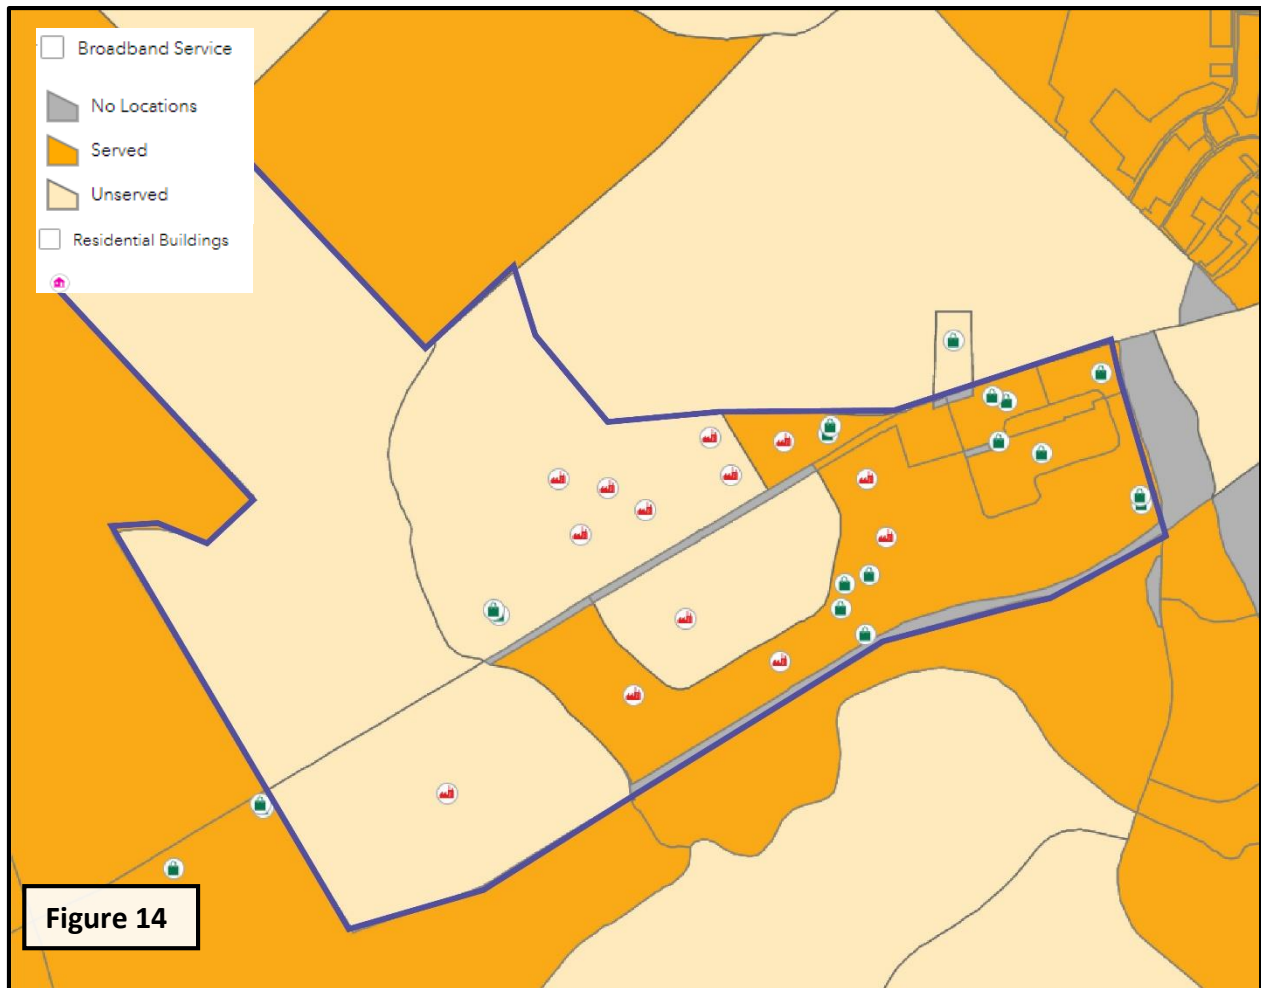 Broadband Service
No Locations
Served
Unserved
Residential Buildings
Figure 14